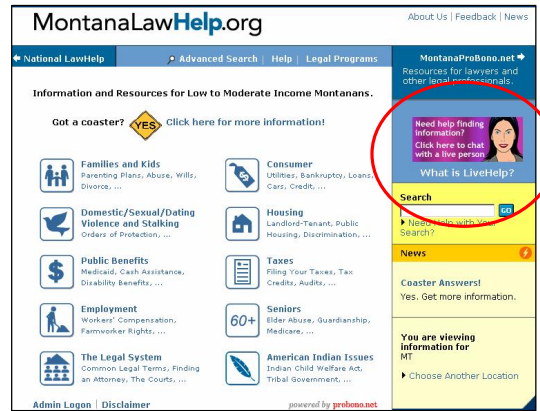 MontanaLawHelp.org
About Us | Feedback | News
National LawHelp
Advanced Search | Help | Legal Programs
MontanaProBono.net
Resources for lawyers and
other legal professionals.
Information and Resources for Low to Moderate Income Montanans.
Got a coaster? YES Click here for more information!
Families and Kids
Parenting Plans, Abuse, Wills,
Divorce, ...
Consumer
Utilities, Bankruptcy, Loans,
Cars, Credit, ...
Domestic/Sexual/Dating
Violence and Stalking
Orders of Protection, ...
Housing
Landlord-Tenant, Public
Housing, Discrimination, ...
Public Benefits
Medicaid, Cash Assistance,
Disability Benefits, ...
Taxes
Filing Your Taxes, Tax
Credits, Audits, ...
Employment
Workers' Compensation,
Farmworker Rights, ...
60+
Seniors
Elder Abuse, Guardianship,
Medicare, ...
The Legal System
Common Legal Terms, Finding
an Attorney, The Courts, ...
American Indian Issues
Indian Child Welfare Act,
Tribal Government, ...
Admin Logon | Disclaimer
powered by probono.net
Need help finding
information?
Click here to chat
with a live person
What is LiveHelp?
Search
GO
Need Help with Your
Search?
News
Coaster Answers!
Yes. Get more information.
You are viewing
information for
MT
Choose Another Location